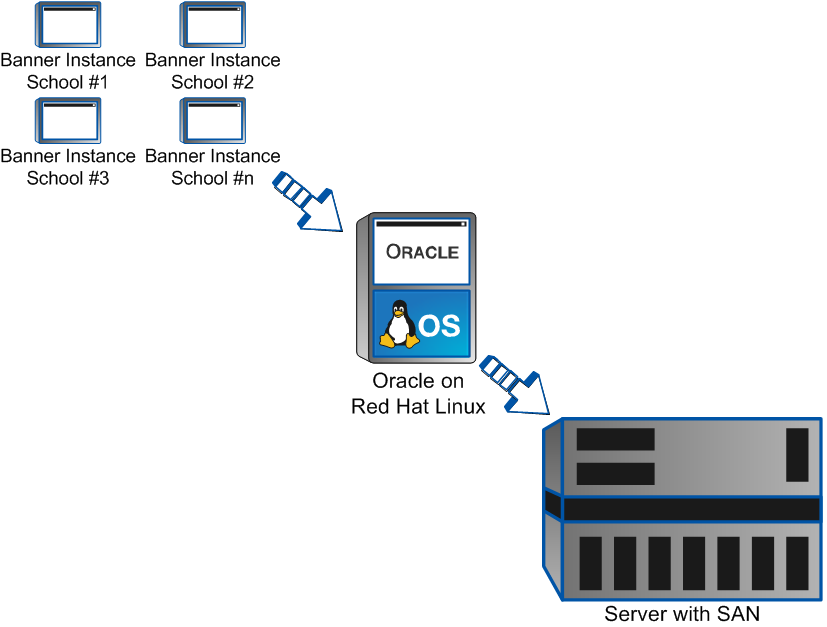 Banner Instance
School #1
Banner Instance
School #2
Banner Instance
School #3
Banner Instance
School #n
ORACLE
OS
Oracle on
Red Hat Linux
Server with SAN